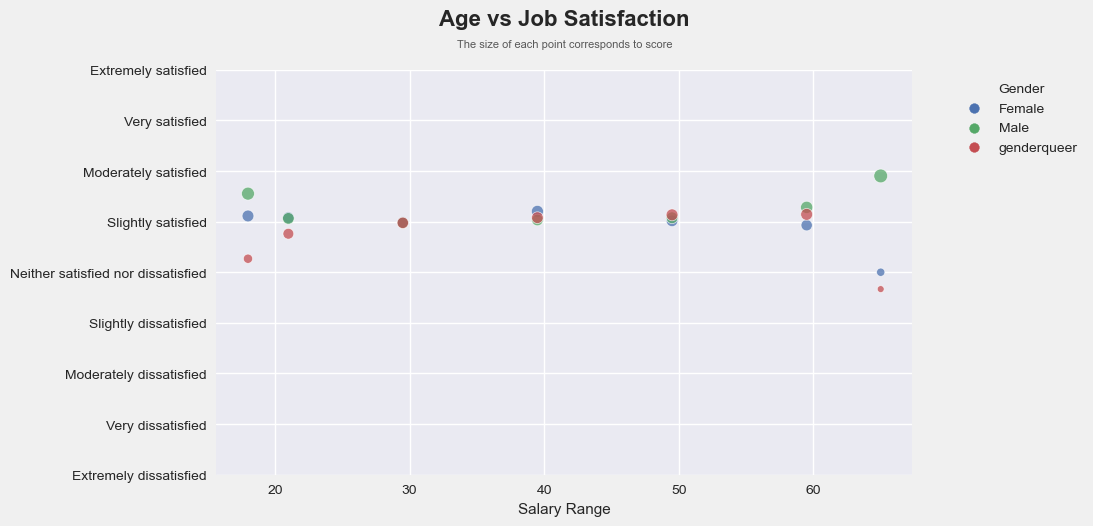 Age vs Job Satisfaction
The size of each point corresponds to score
Extremely satisfied
Very satisfied
Moderately satisfied
Slightly satisfied
Neither satisfied nor dissatisfied
Slightly dissatisfied
Moderately dissatisfied
Very dissatisfied
Extremely dissatisfied
20 30 40 50 60
Salary Range
Gender
Female
Male
genderqueer